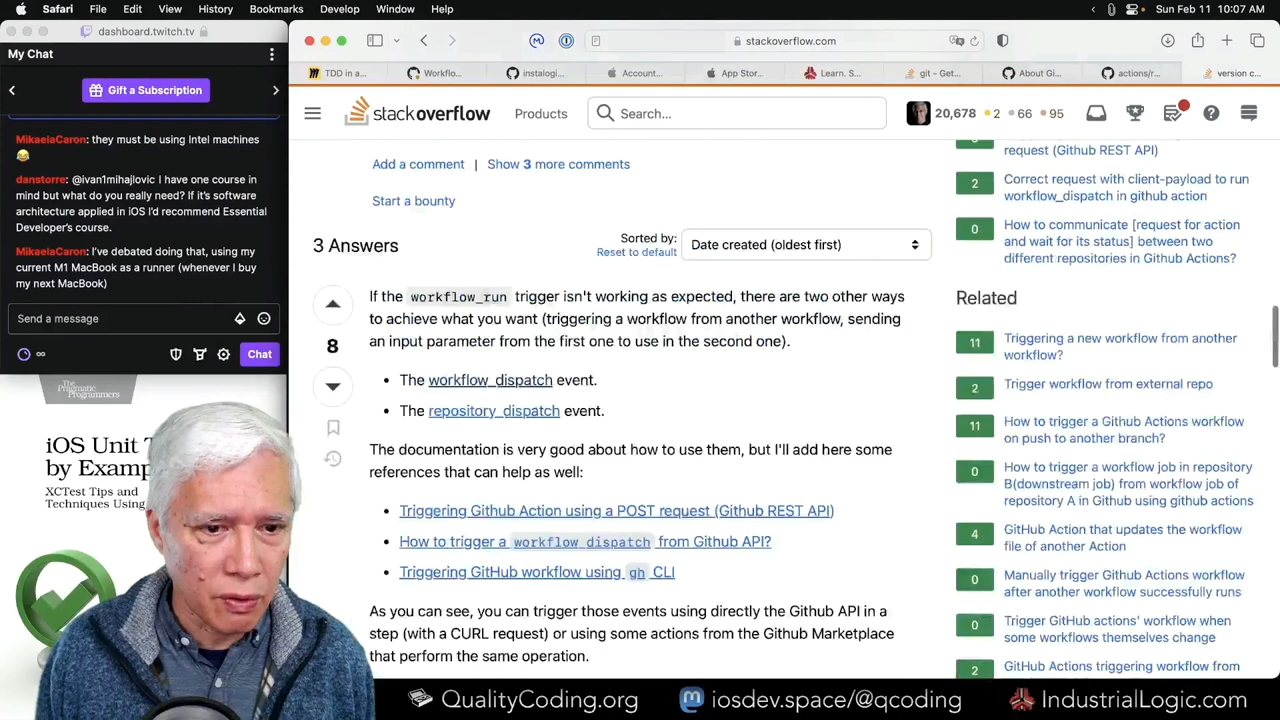 Safari File Edit View History Bookmarks Develop Window Help
Sun Feb 11 10:07 AM
dashboard.twitch.tv
My Chat
Gift a Subscription
MikaelaCaron: they must be using Intel machines
😂
danstorre: @ivan1mihajlovic I have one course in
mind but what do you really need? If it's software
architecture applied in iOS I'd recommend Essential
Developer's course.
MikaelaCaron: I've debated doing that, using my
current M1 MacBook as a runner (whenever I buy
my next MacBook)
Send a message
∞
Chat
The
Pragmatic
Programmers
iOS Unit T
by Examp
XCTest Tips and
Techniques Using
stackoverflow.com
TDD in a...
Workflo...
instalogi...
Account...
App Stor...
Learn. S...
git - Get...
About Gi...
actions/r...
version c...
stackoverflow
Products
Search...
20,678 2 66 95
Add a comment | Show 3 more comments
Start a bounty
3 Answers
Sorted by:
Reset to default
Date created (oldest first)
8
If the workflow_run trigger isn't working as expected, there are two other ways
to achieve what you want (triggering a workflow from another workflow, sending
an input parameter from the first one to use in the second one).
• The workflow_dispatch event.
• The repository_dispatch event.
The documentation is very good about how to use them, but I'll add here some
references that can help as well:
• Triggering Github Action using a POST request (Github REST API)
• How to trigger a workflow_dispatch from Github API?
• Triggering GitHub workflow using gh CLI
As you can see, you can trigger those events using directly the Github API in a
step (with a CURL request) or using some actions from the Github Marketplace
that perform the same operation.
request (Github REST API)
2 Correct request with client-payload to run
workflow_dispatch in github action
0 How to communicate [request for action
and wait for its status] between two
different repositories in Github Actions?
Related
11 Triggering a new workflow from another
workflow?
2 Trigger workflow from external repo
11 How to trigger a Github Actions workflow
on push to another branch?
0 How to trigger a workflow job in repository
B(downstream job) from workflow job of
repository A in Github using github actions
4 GitHub Action that updates the workflow
file of another Action
0 Manually trigger Github Actions workflow
after another workflow successfully runs
0 Trigger GitHub actions' workflow when
some workflows themselves change
2 GitHub Actions triggering workflow from
QualityCoding.org
iosdev.space/@qcoding
IndustrialLogic.com